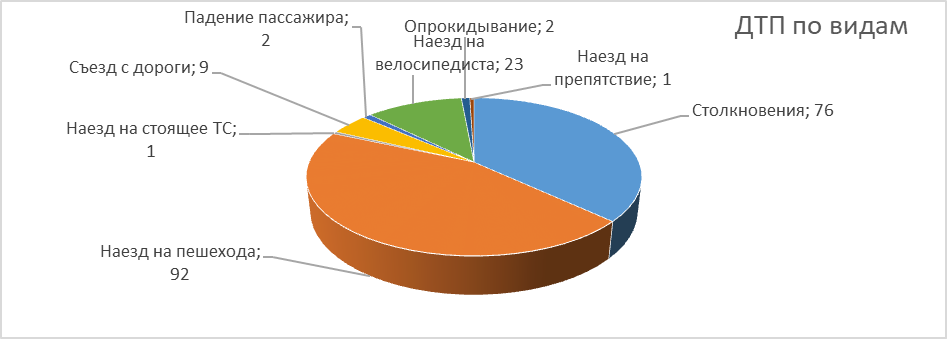 ДТП по видам
Падение пассажира;
2
Опрокидывание; 2
Наезд на
велосипедиста; 23
Наезд на
препятствие; 1
Съезд с дороги; 9
Столкновения; 76
Наезд на стоящее ТС;
1
Наезд на пешехода;
92